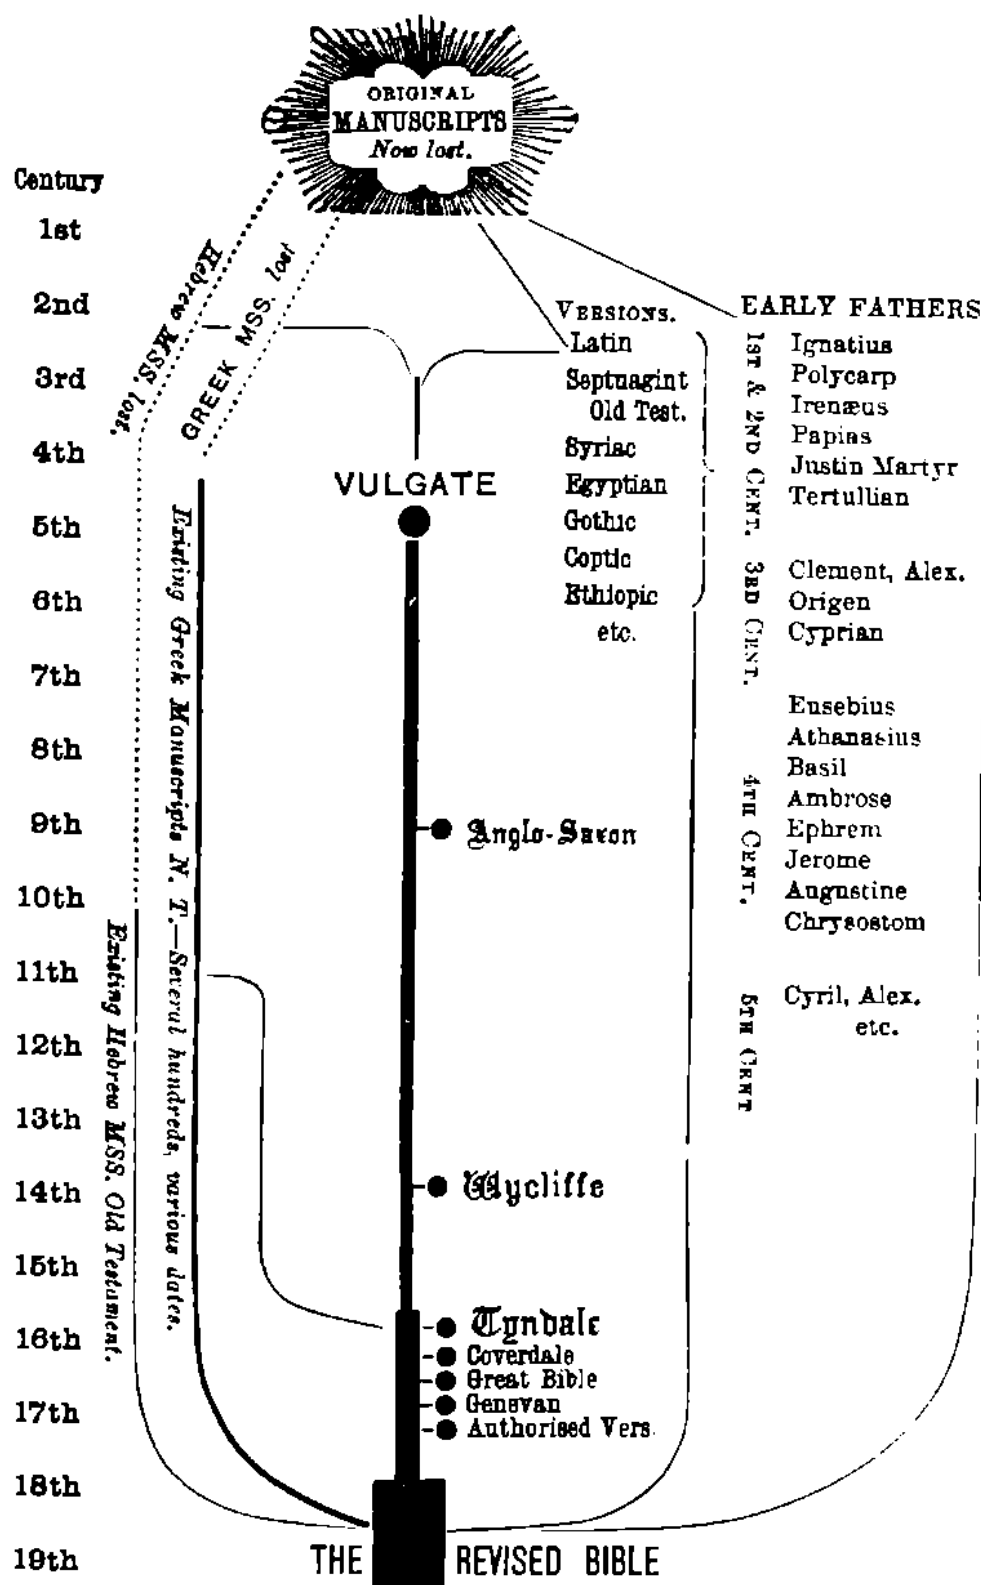 ORIGINAL
MANUSCRIPTS
Now lost.
Century
1st
2nd
3rd
4th
5th
6th
7th
8th
9th
10th
11th
12th
13th
14th
15th
16th
17th
18th
19th
Hebrew MSS. lost.
GREEK MSS. lost
Existing Hebrew MSS. Old Testament.
Existing Greek Manuscripts N. T.—Several hundreds, various dates.
VULGATE
Anglo-Saxon
Wycliffe
Tyndale
Coverdale
Great Bible
Genevan
Authorised Vers.
VERSIONS.
Latin
Septuagint
Old Test.
Syriac
Egyptian
Gothic
Coptic
Ethiopic
etc.
EARLY FATHERS
1ST & 2ND CENT.
Ignatius
Polycarp
Irenæus
Papias
Justin Martyr
Tertullian
3RD CENT.
Clement, Alex.
Origen
Cyprian
4TH CENT.
Eusebius
Athanasius
Basil
Ambrose
Ephrem
Jerome
Augustine
Chrysostom
5TH CENT
Cyril, Alex.
etc.
THE REVISED BIBLE